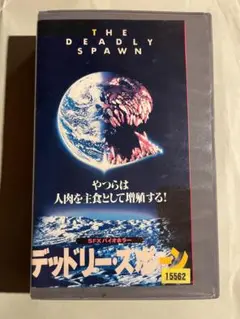 THE
DEADLY
SPAWN
やつらは
人肉を主食として増殖する!
SFXバイオホラー
デッドリー・スポーン
15562